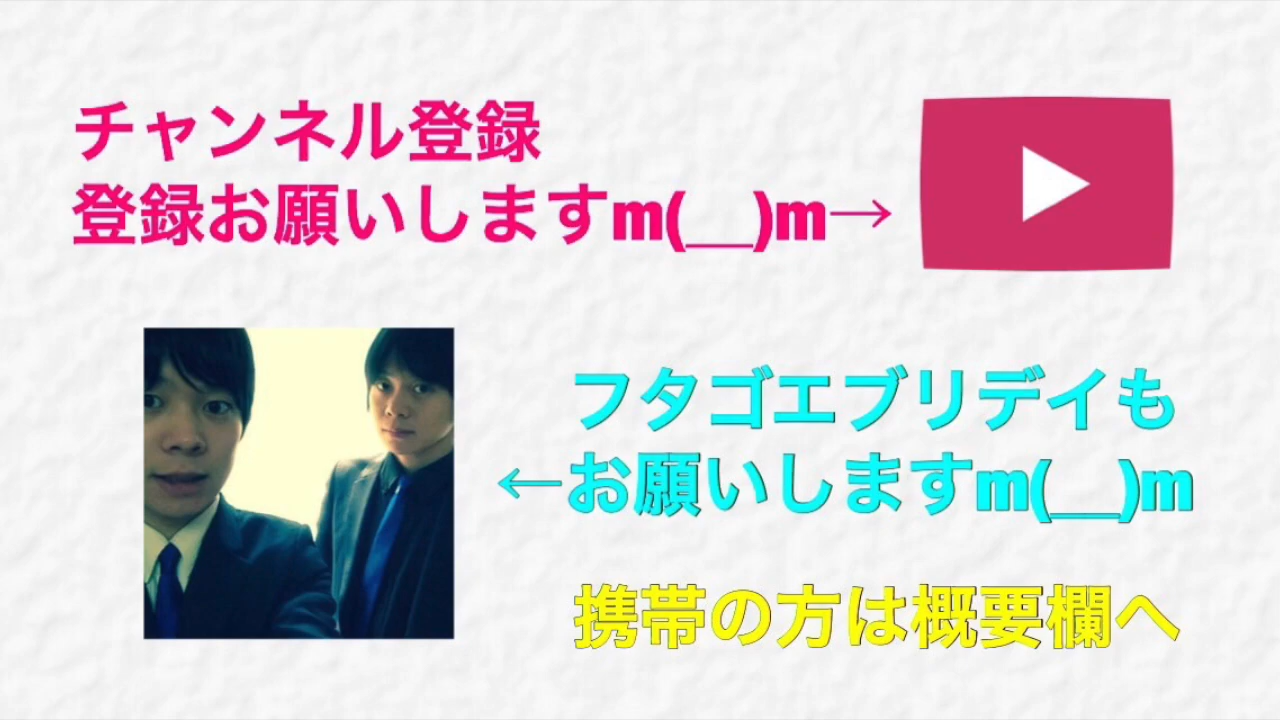 チャンネル登録
登録お願いしますm(__)m→
フタゴエブリデイも
←お願いしますm(__)m
携帯の方は概要欄へ